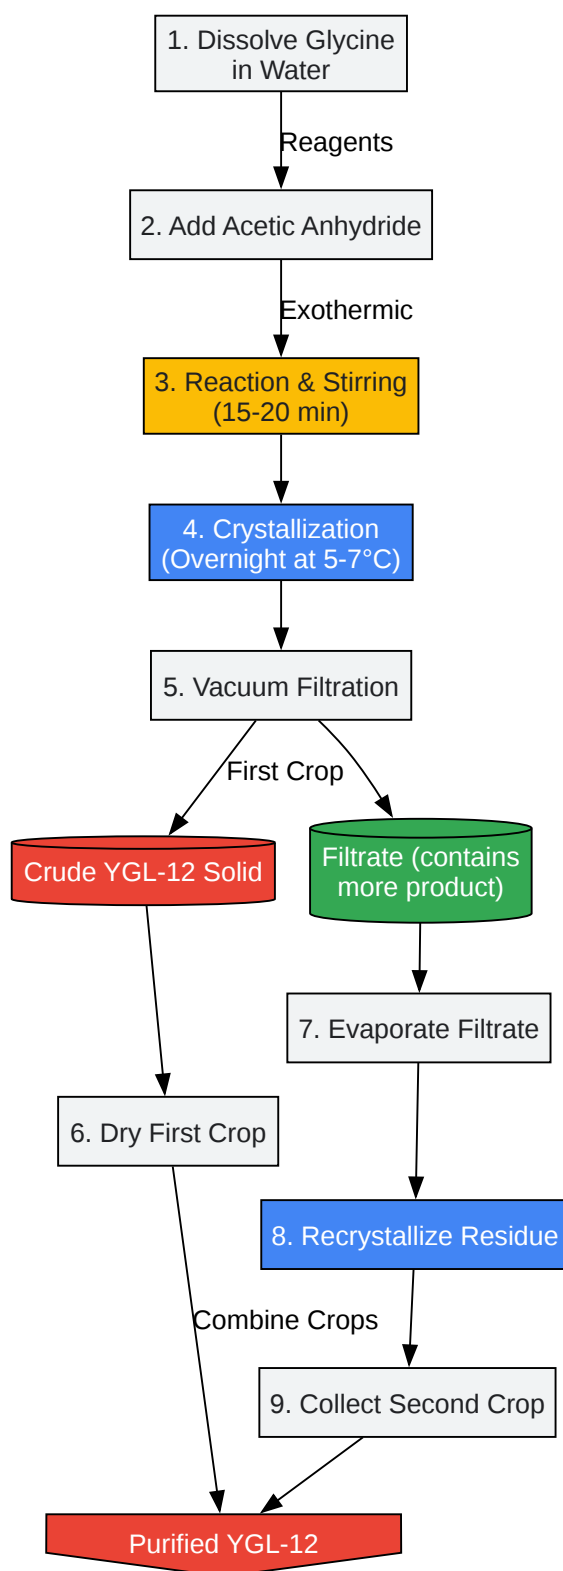 1. Dissolve Glycine
in Water
Reagents
2. Add Acetic Anhydride
Exothermic
3. Reaction & Stirring
(15-20 min)
4. Crystallization
(Overnight at 5-7°C)
5. Vacuum Filtration
First Crop
Crude YGL-12 Solid
Filtrate (contains
more product)
7. Evaporate Filtrate
6. Dry First Crop
8. Recrystallize Residue
Combine Crops
9. Collect Second Crop
Purified YGL-12